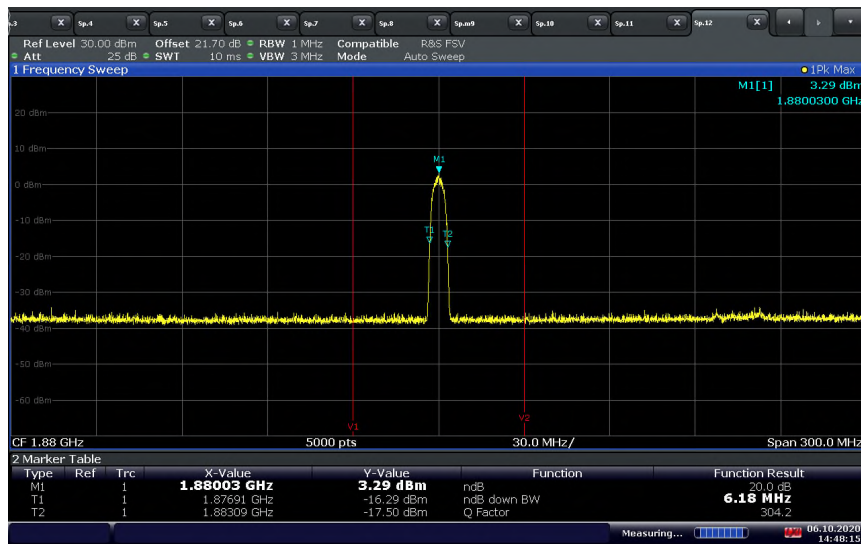 .3 X Sp.4 X Sp.5 X Sp.6 X Sp.7 X Sp.8 X Sp.m9 X Sp.10 X Sp.11 X Sp.12 X
Ref Level 30.00 dBm Offset 21.70 dB RBW 1 MHz Compatible R&S FSV
Att 25 dB SWT 10 ms VBW 3 MHz Mode Auto Sweep
1 Frequency Sweep 1Pk Max
M1[1] 3.29 dBm
1.8800300 GHz
20 dBm
10 dBm
M1
0 dBm
-10 dBm
T1 T2
-20 dBm
-30 dBm
-40 dBm
-50 dBm
-60 dBm
V1 V2
CF 1.88 GHz 5000 pts 30.0 MHz/ Span 300.0 MHz
2 Marker Table
Type Ref Trc X-Value Y-Value Function Function Result
M1 1 1.88003 GHz 3.29 dBm ndB 20.0 dB
T1 1 1.87691 GHz -16.29 dBm ndB down BW 6.18 MHz
T2 1 1.88309 GHz -17.50 dBm Q Factor 304.2
Measuring... 06.10.2020
14:48:15